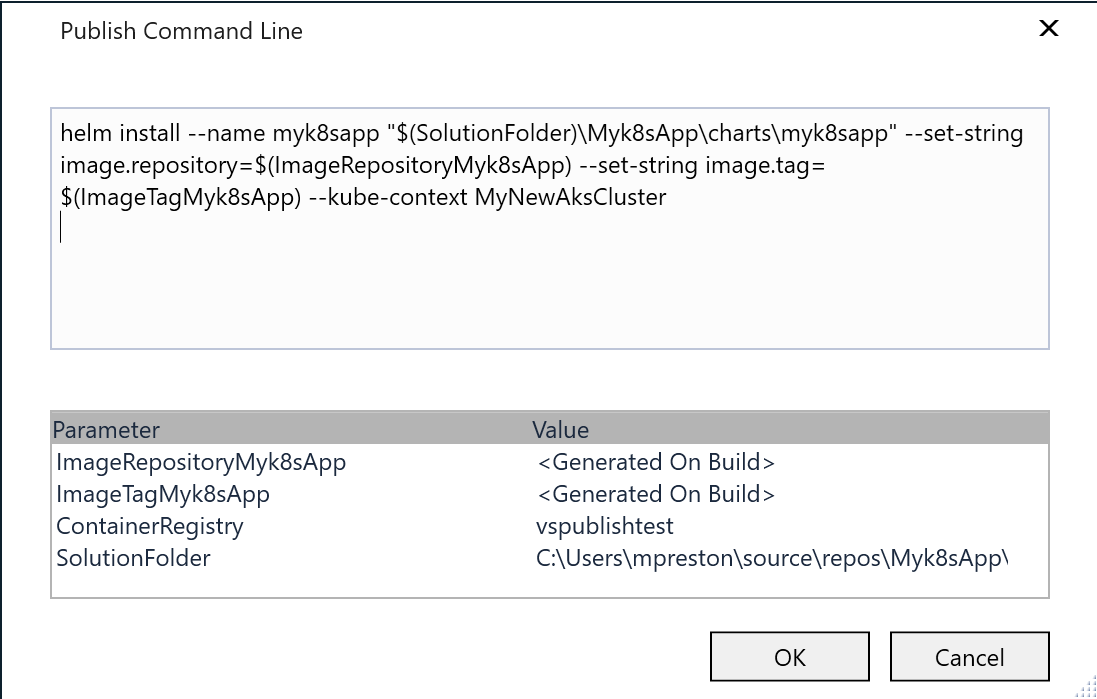 Publish Command Line
helm install --name myk8sapp "$(SolutionFolder)\Myk8sApp\charts\myk8sapp" --set-string
image.repository=$(ImageRepositoryMyk8sApp) --set-string image.tag=
$(ImageTagMyk8sApp) --kube-context MyNewAksCluster
Parameter Value
ImageRepositoryMyk8sApp <Generated On Build>
ImageTagMyk8sApp <Generated On Build>
ContainerRegistry vspublishtest
SolutionFolder C:\Users\mpreston\source\repos\Myk8sApp\
OK Cancel